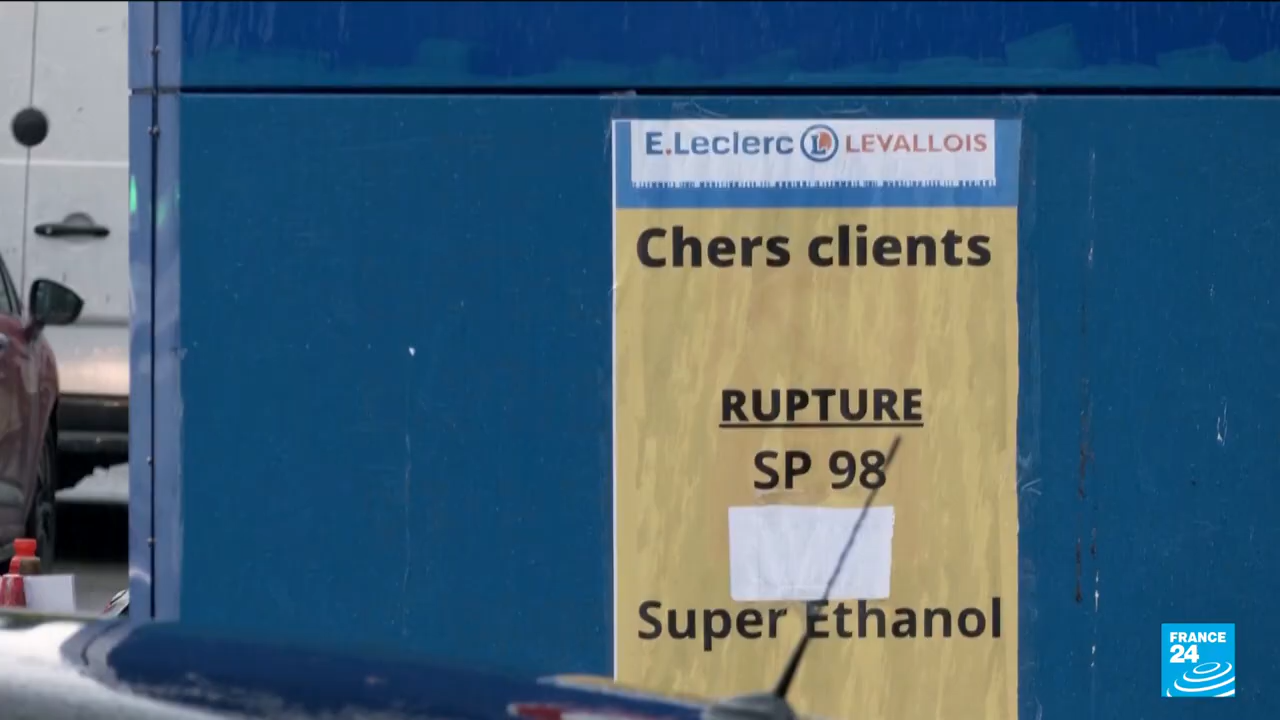 E.Leclerc L LEVALLOIS
Chers clients
RUPTURE
SP 98
Super Ethanol
FRANCE
24